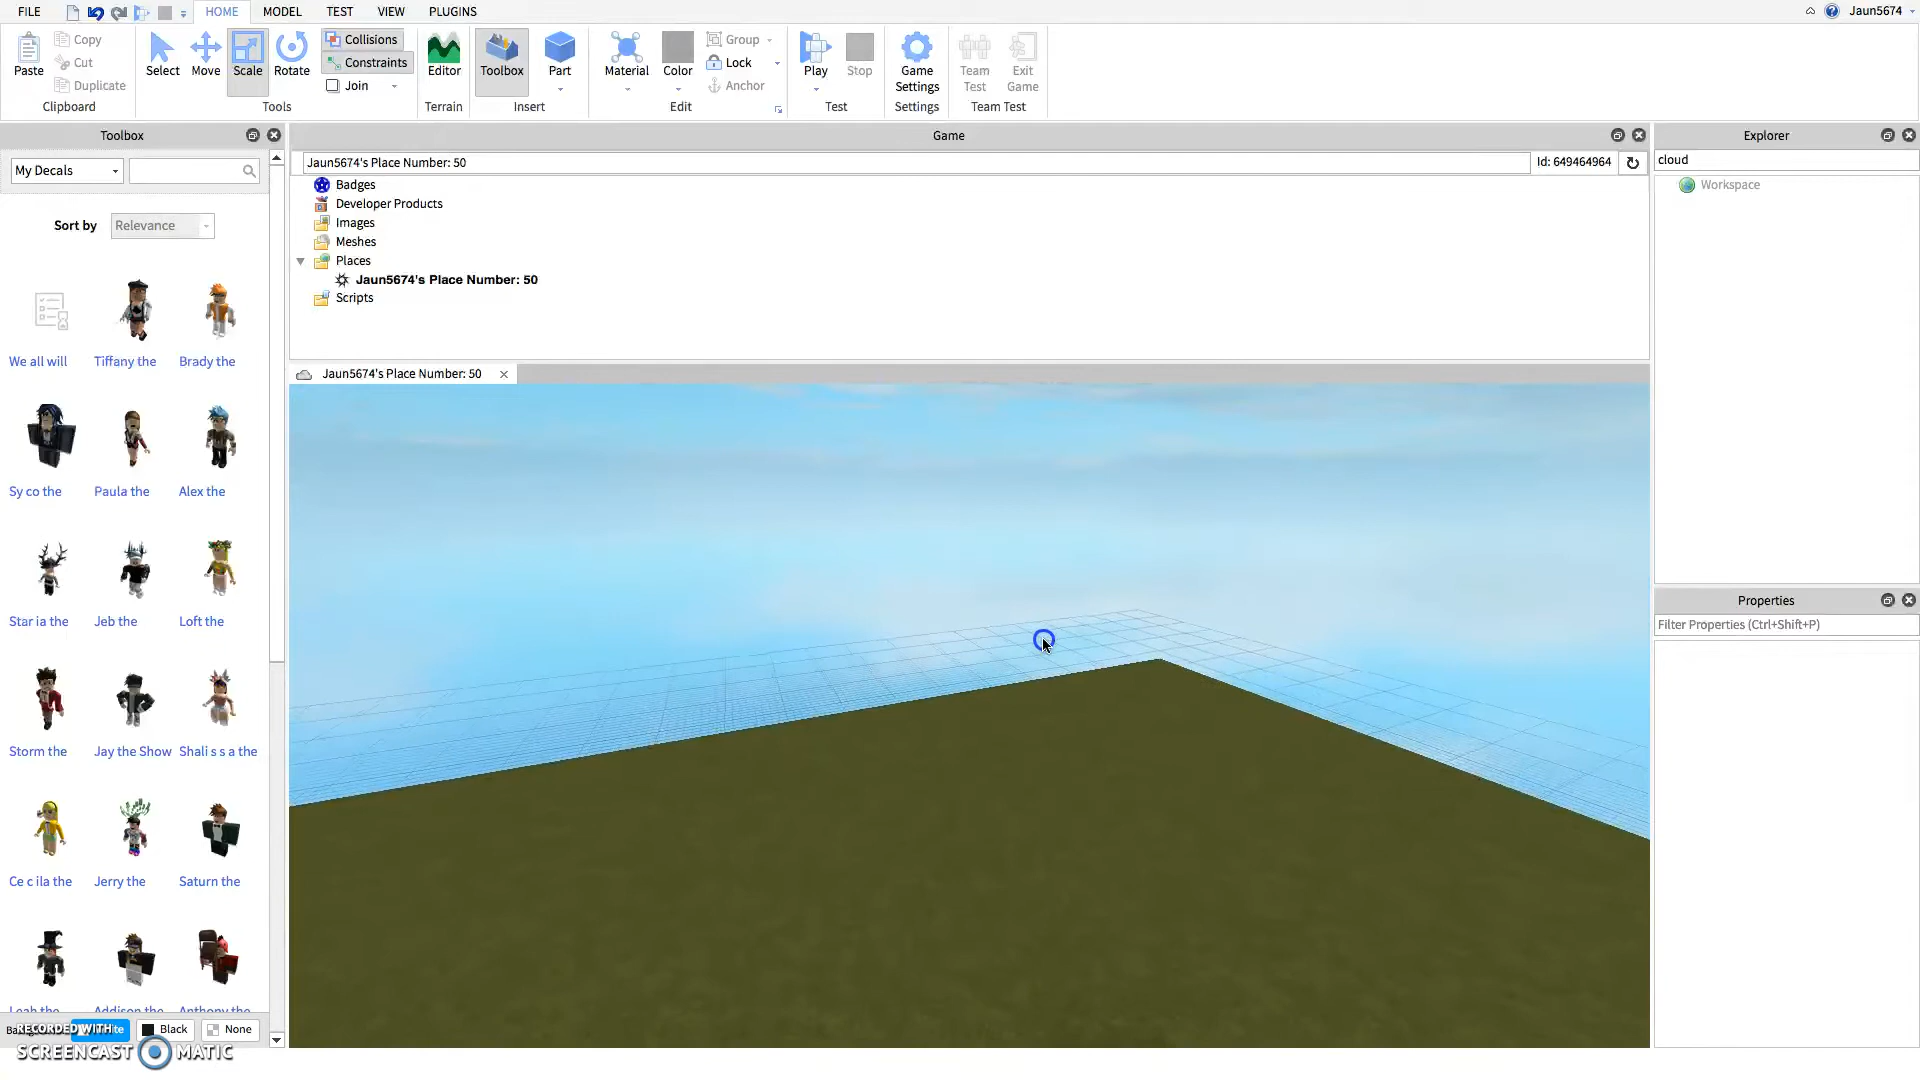 FILE HOME MODEL TEST VIEW PLUGINS Jaun5674
Paste Copy Cut Duplicate Clipboard
Select Move Scale Rotate Collisions Constraints Join Tools
Editor Terrain
Toolbox Part Insert
Material Color Group Lock Anchor Edit
Play Stop Test
Game Settings Settings
Team Test Exit Game Team Test
Toolbox
My Decals
Sort by Relevance
We all will Tiffany the Brady the
Sy co the Paula the Alex the
Star ia the Jeb the Loft the
Storm the Jay the Show Shali s s a the
Ce c ila the Jerry the Saturn the
Leah the Addison the Anthony the
Black None
RECORDED WITH
SCREENCAST MATIC
Game
Jaun5674's Place Number: 50 Id: 649464964
Badges
Developer Products
Images
Meshes
Places
Jaun5674's Place Number: 50
Scripts
Jaun5674's Place Number: 50
Explorer
cloud
Workspace
Properties
Filter Properties (Ctrl+Shift+P)